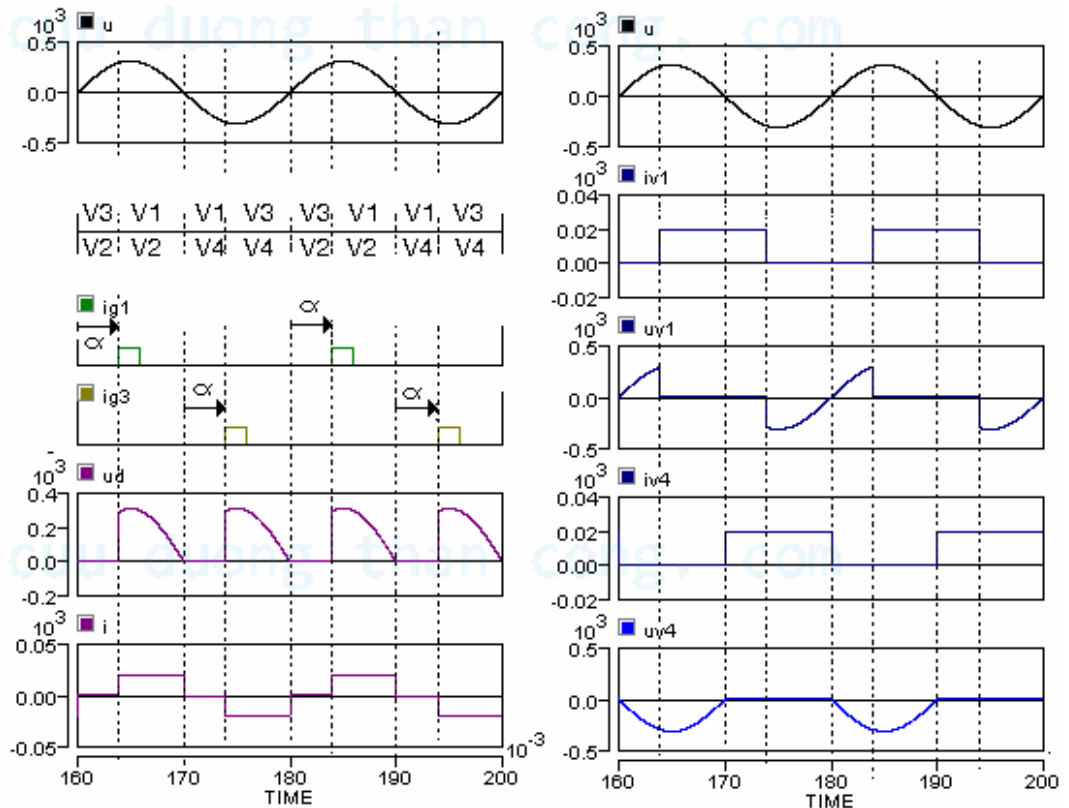 cuu duong than cong. com
10³ u
0.5
0.0
-0.5
V3 V1 V1 V3 V3 V1 V1 V3
V2 V2 V4 V4 V2 V2 V4 V4
ig1
α α
ig3
α α
10³ ud
0.4
0.2
0.0
-0.2
cuu duong than cong. com
10³ i
0.05
0.00
-0.05
10⁻³
160 170 180 190 200
TIME
10³ u
0.5
0.0
-0.5
10³ iv1
0.04
0.02
0.00
-0.02
10³ uv1
0.5
0.0
-0.5
10³ iv4
0.04
0.02
0.00
-0.02
10³ uv4
0.5
0.0
-0.5
160 170 180 190 200
TIME